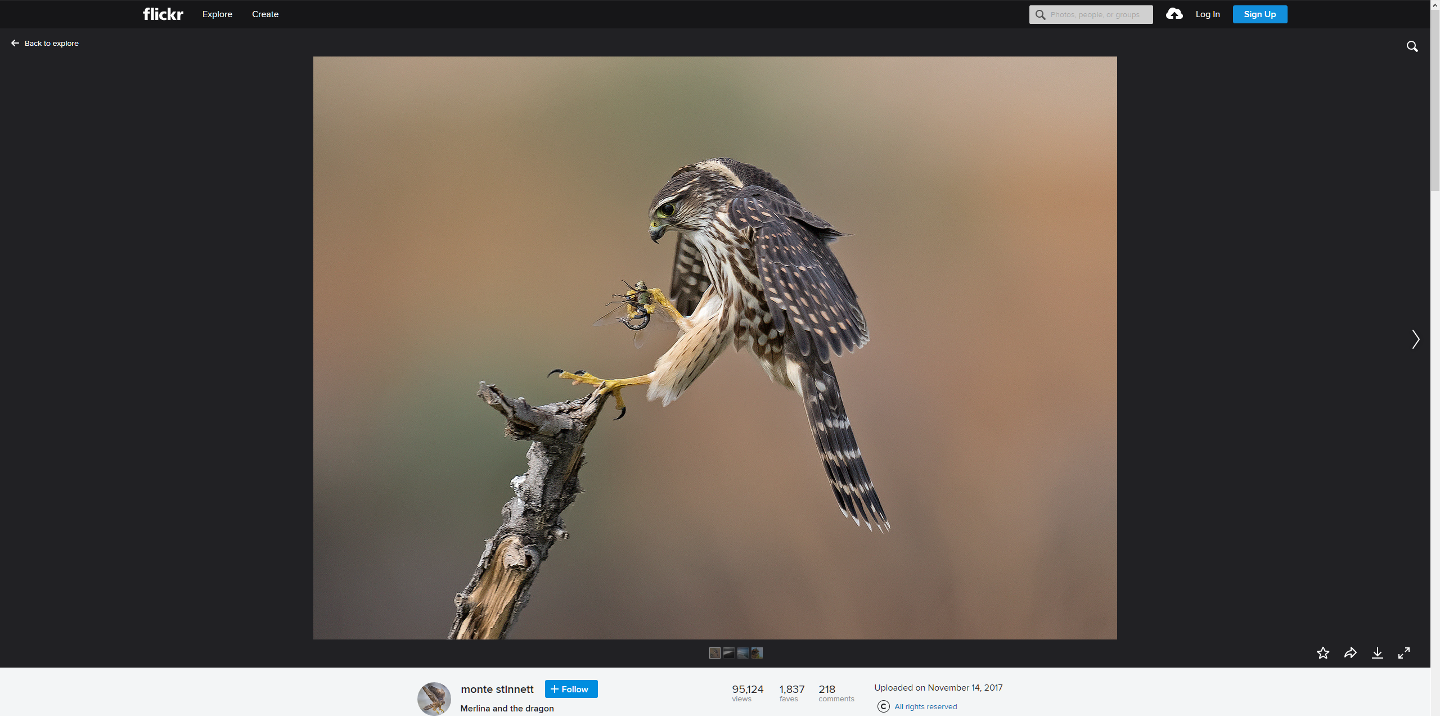 flickr Explore Create Photos, people, or groups Log In Sign Up
Back to explore
monte stinnett + Follow
Merlina and the dragon
95,124 1,837 218
views faves comments
Uploaded on November 14, 2017
© All rights reserved